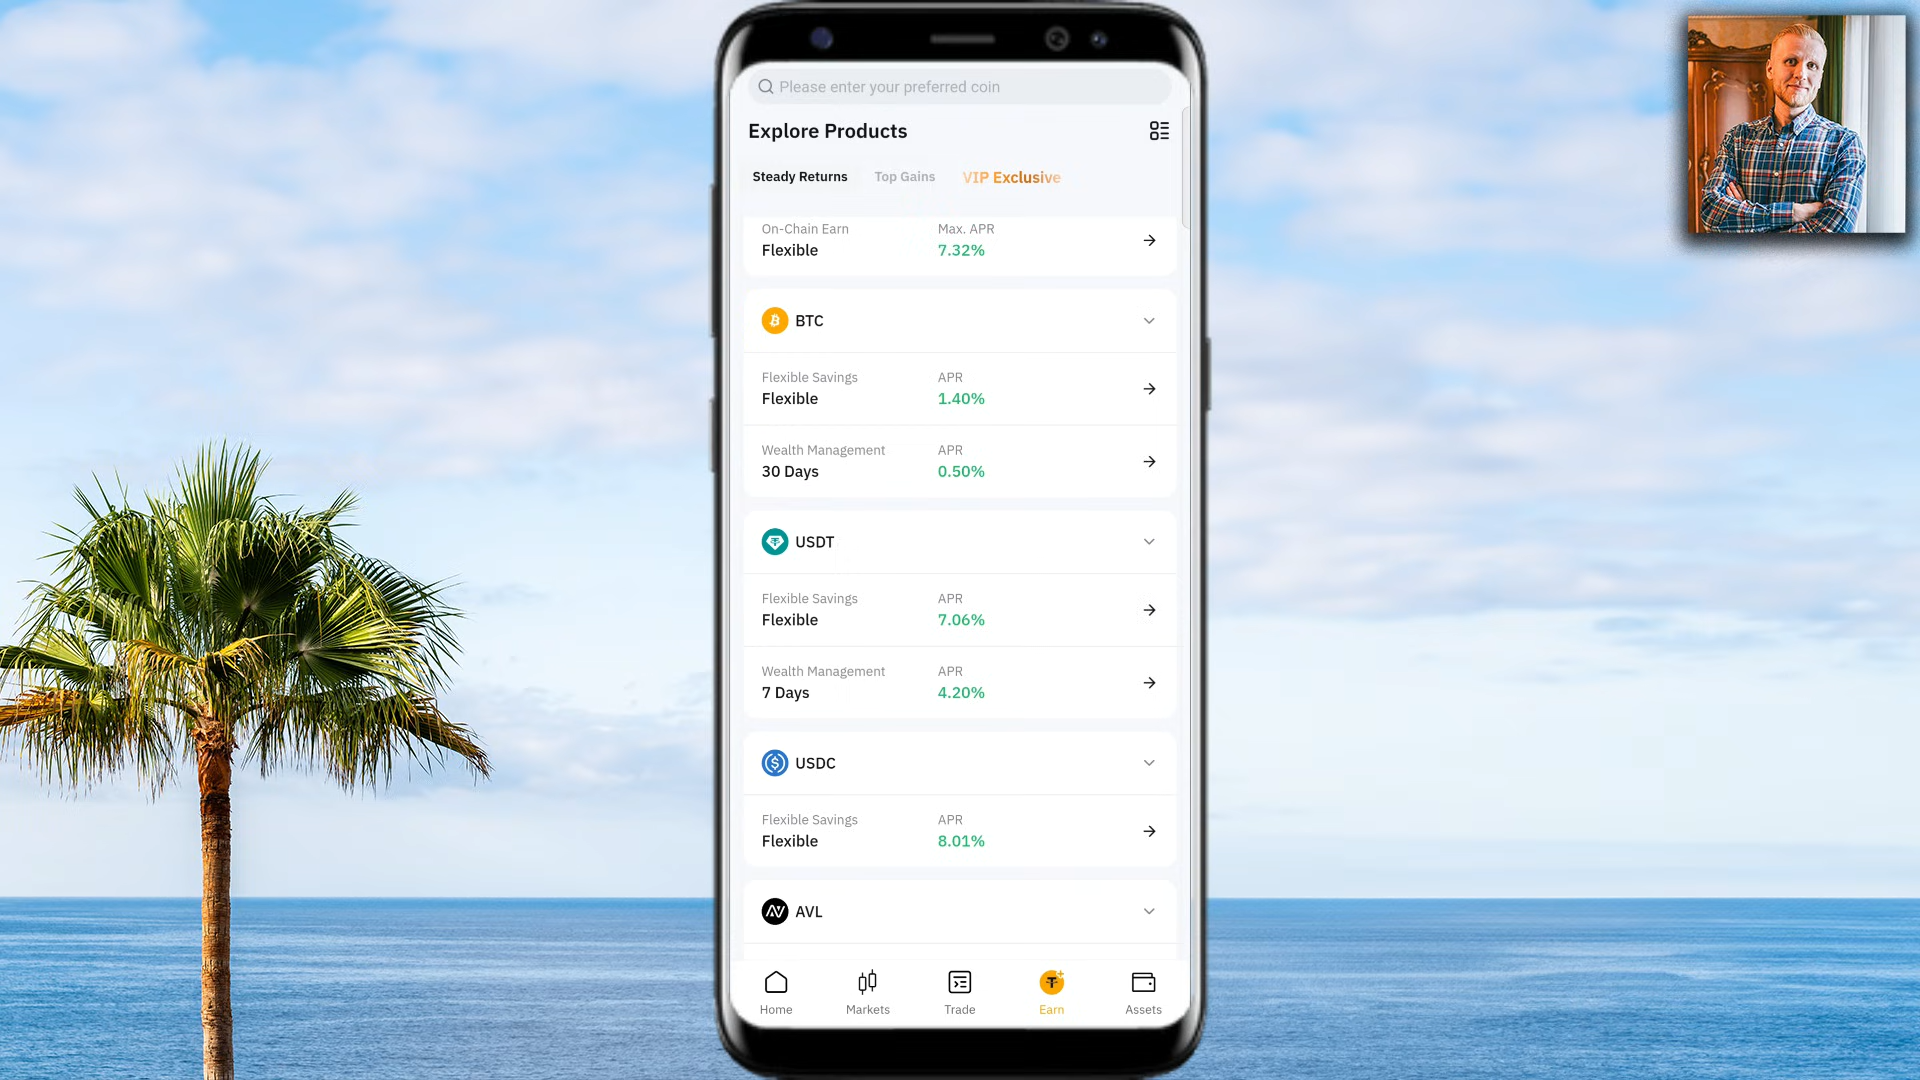 Please enter your preferred coin
Explore Products
Steady Returns Top Gains VIP Exclusive
On-Chain Earn Max. APR
Flexible 7.32%
BTC
Flexible Savings APR
Flexible 1.40%
Wealth Management APR
30 Days 0.50%
USDT
Flexible Savings APR
Flexible 7.06%
Wealth Management APR
7 Days 4.20%
USDC
Flexible Savings APR
Flexible 8.01%
AVL
Home Markets Trade Earn Assets